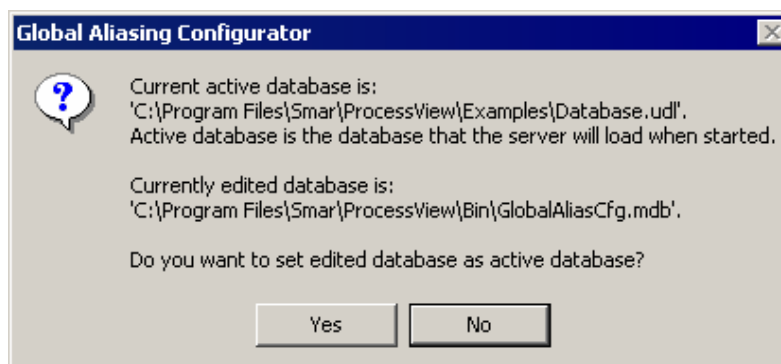 Global Aliasing Configurator
?
Current active database is:
'C:\Program Files\Smar\ProcessView\Examples\Database.udl'.
Active database is the database that the server will load when started.
Currently edited database is:
'C:\Program Files\Smar\ProcessView\Bin\GlobalAliasCfg.mdb'.
Do you want to set edited database as active database?
Yes No